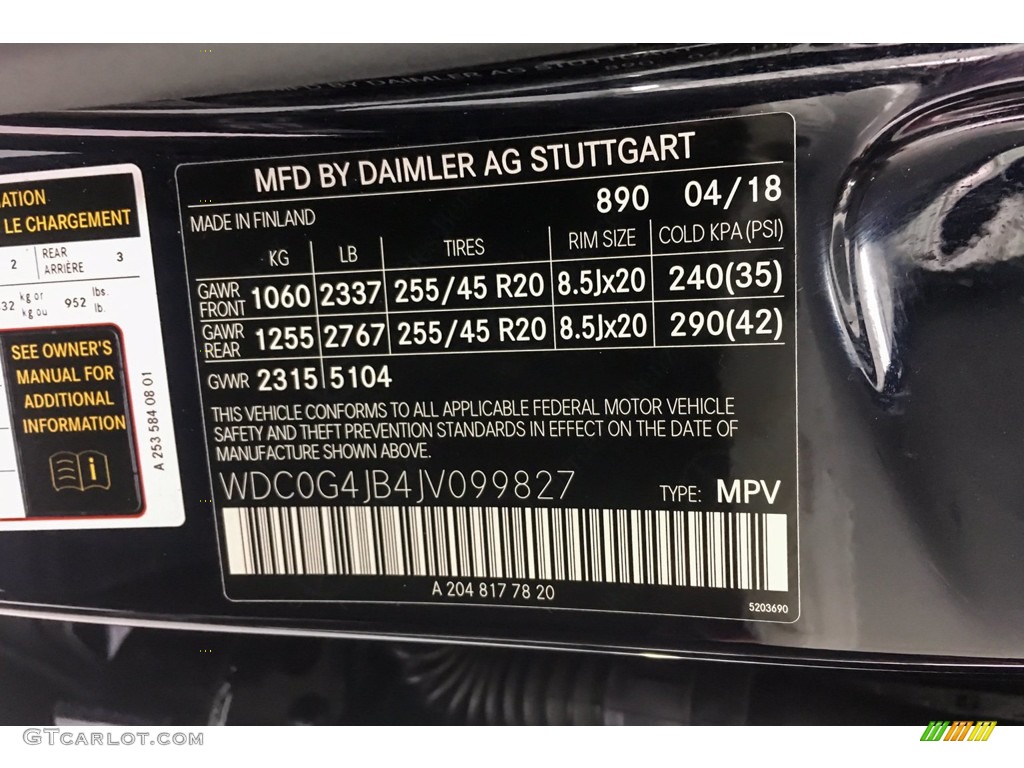 MFD BY DAIMLER AG STUTTGART
MADE IN FINLAND 890 04/18
KG LB TIRES RIM SIZE COLD KPA (PSI)
GAWR FRONT 1060 2337 255/45 R20 8.5Jx20 240(35)
GAWR REAR 1255 2767 255/45 R20 8.5Jx20 290(42)
GVWR 2315 5104
THIS VEHICLE CONFORMS TO ALL APPLICABLE FEDERAL MOTOR VEHICLE
SAFETY AND THEFT PREVENTION STANDARDS IN EFFECT ON THE DATE OF
MANUFACTURE SHOWN ABOVE.
WDC0G4JB4JV099827 TYPE: MPV
A 204 817 78 20
5203690
LE CHARGEMENT
2 REAR 3
ARRIÈRE
kg or 952 lbs.
kg ou lb.
SEE OWNER'S
MANUAL FOR
ADDITIONAL
INFORMATION
A 253 584 08 01
GTCARLOT.COM